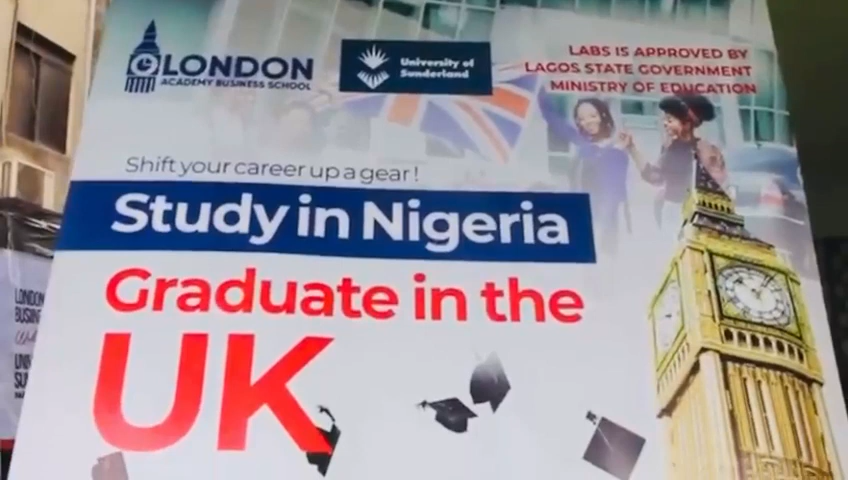 LONDON
ACADEMY BUSINESS SCHOOL
University of
Sunderland
LABS IS APPROVED BY
LAGOS STATE GOVERNMENT
MINISTRY OF EDUCATION
Shift your career up a gear!
Study in Nigeria
Graduate in the
UK
LONDON